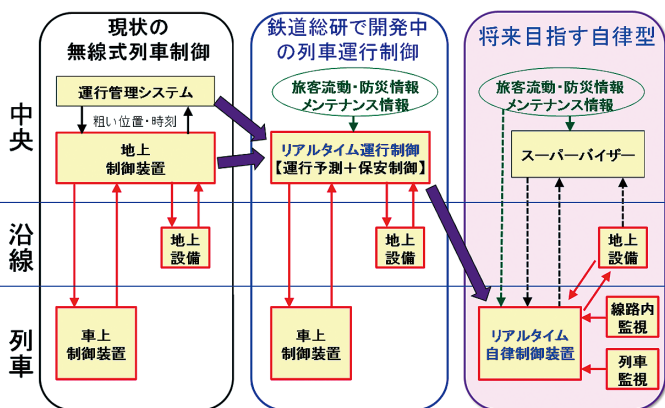 現状の
無線式列車制御
鉄道総研で開発中
の列車運行制御
将来目指す自律型
中央
運行管理システム
粗い位置・時刻
地上
制御装置
旅客流動・防災情報
メンテナンス情報
リアルタイム運行制御
【運行予測＋保安制御】
旅客流動・防災情報
メンテナンス情報
スーパーバイザー
沿線
地上
設備
地上
設備
地上
設備
列車
車上
制御装置
車上
制御装置
リアルタイム
自律制御装置
線路内
監視
列車
監視